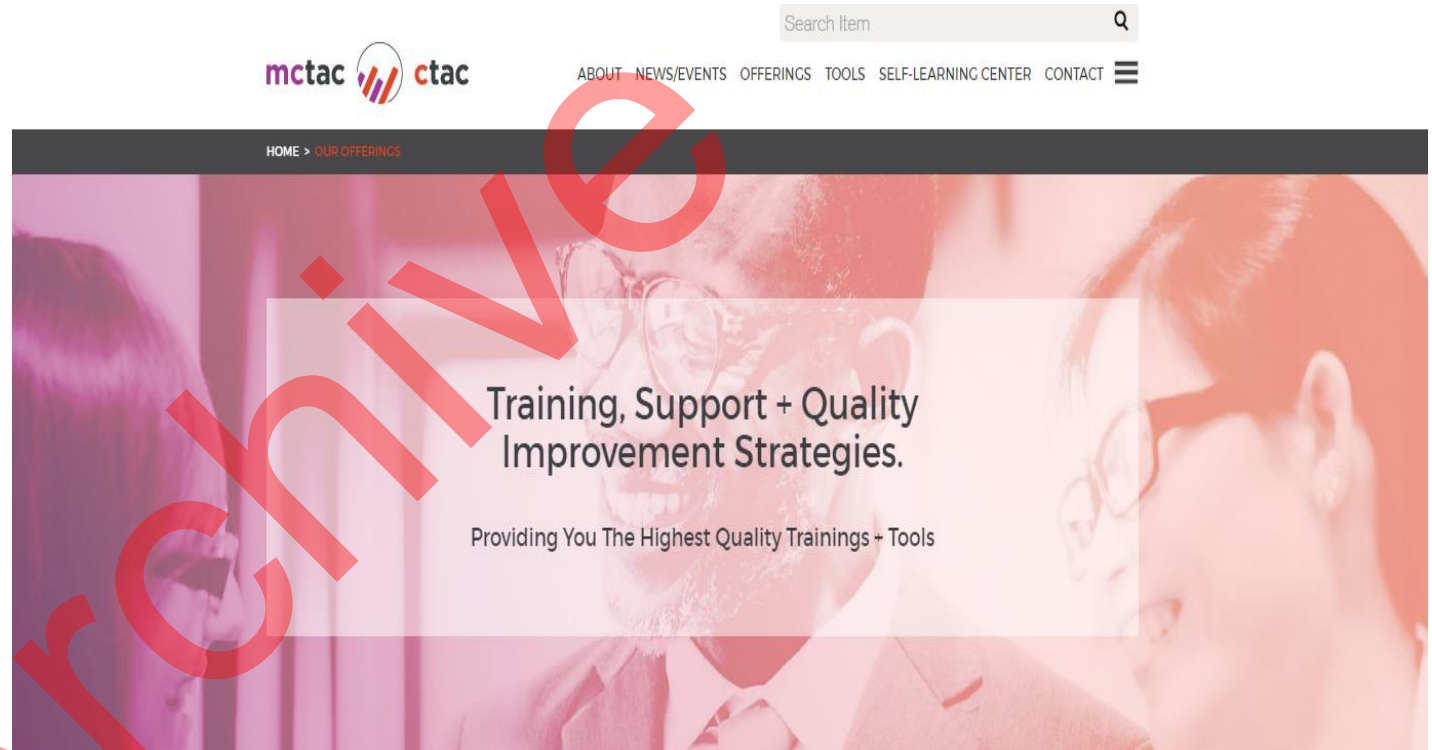 Search Item
mctac ctac
ABOUT NEWS/EVENTS OFFERINGS TOOLS SELF-LEARNING CENTER CONTACT
HOME > OUR OFFERINGS
Training, Support + Quality
Improvement Strategies.
Providing You The Highest Quality Trainings + Tools
rchive